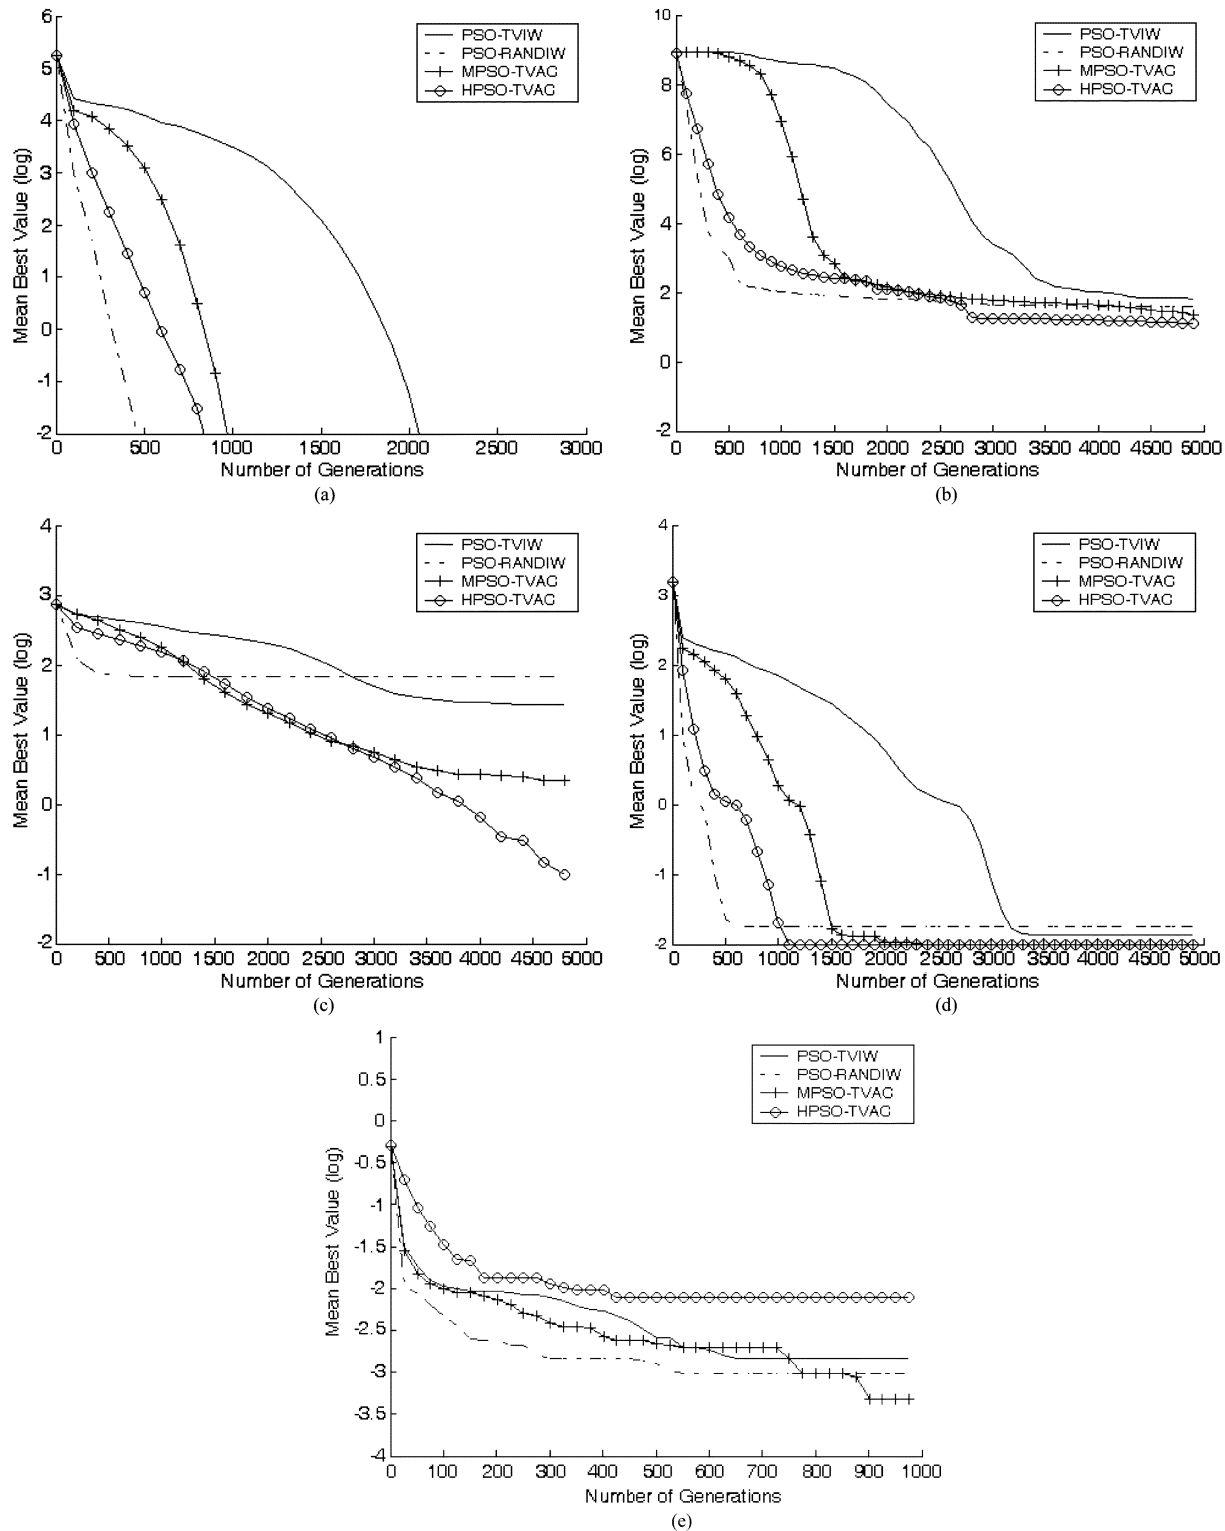 6
5
4
3
2
1
0
-1
-2
Mean Best Value (log)
0 500 1000 1500 2000 2500 3000
Number of Generations
PSO-TVIW
PSO-RANDIW
MPSO-TVAC
HPSO-TVAC
(a)
10
8
6
4
2
0
-2
Mean Best Value (log)
0 500 1000 1500 2000 2500 3000 3500 4000 4500 5000
Number of Generations
PSO-TVIW
PSO-RANDIW
MPSO-TVAC
HPSO-TVAC
(b)
4
3
2
1
0
-1
-2
Mean Best Value (log)
0 500 1000 1500 2000 2500 3000 3500 4000 4500 5000
Number of Generations
PSO-TVIW
PSO-RANDIW
MPSO-TVAC
HPSO-TVAC
(c)
4
3
2
1
0
-1
-2
Mean Best Value (log)
0 500 1000 1500 2000 2500 3000 3500 4000 4500 5000
Number of Generations
PSO-TVIW
PSO-RANDIW
MPSO-TVAC
HPSO-TVAC
(d)
1
0.5
0
-0.5
-1
-1.5
-2
-2.5
-3
-3.5
-4
Mean Best Value (log)
0 100 200 300 400 500 600 700 800 900 1000
Number of Generations
PSO-TVIW
PSO-RANDIW
MPSO-TVAC
HPSO-TVAC
(e)